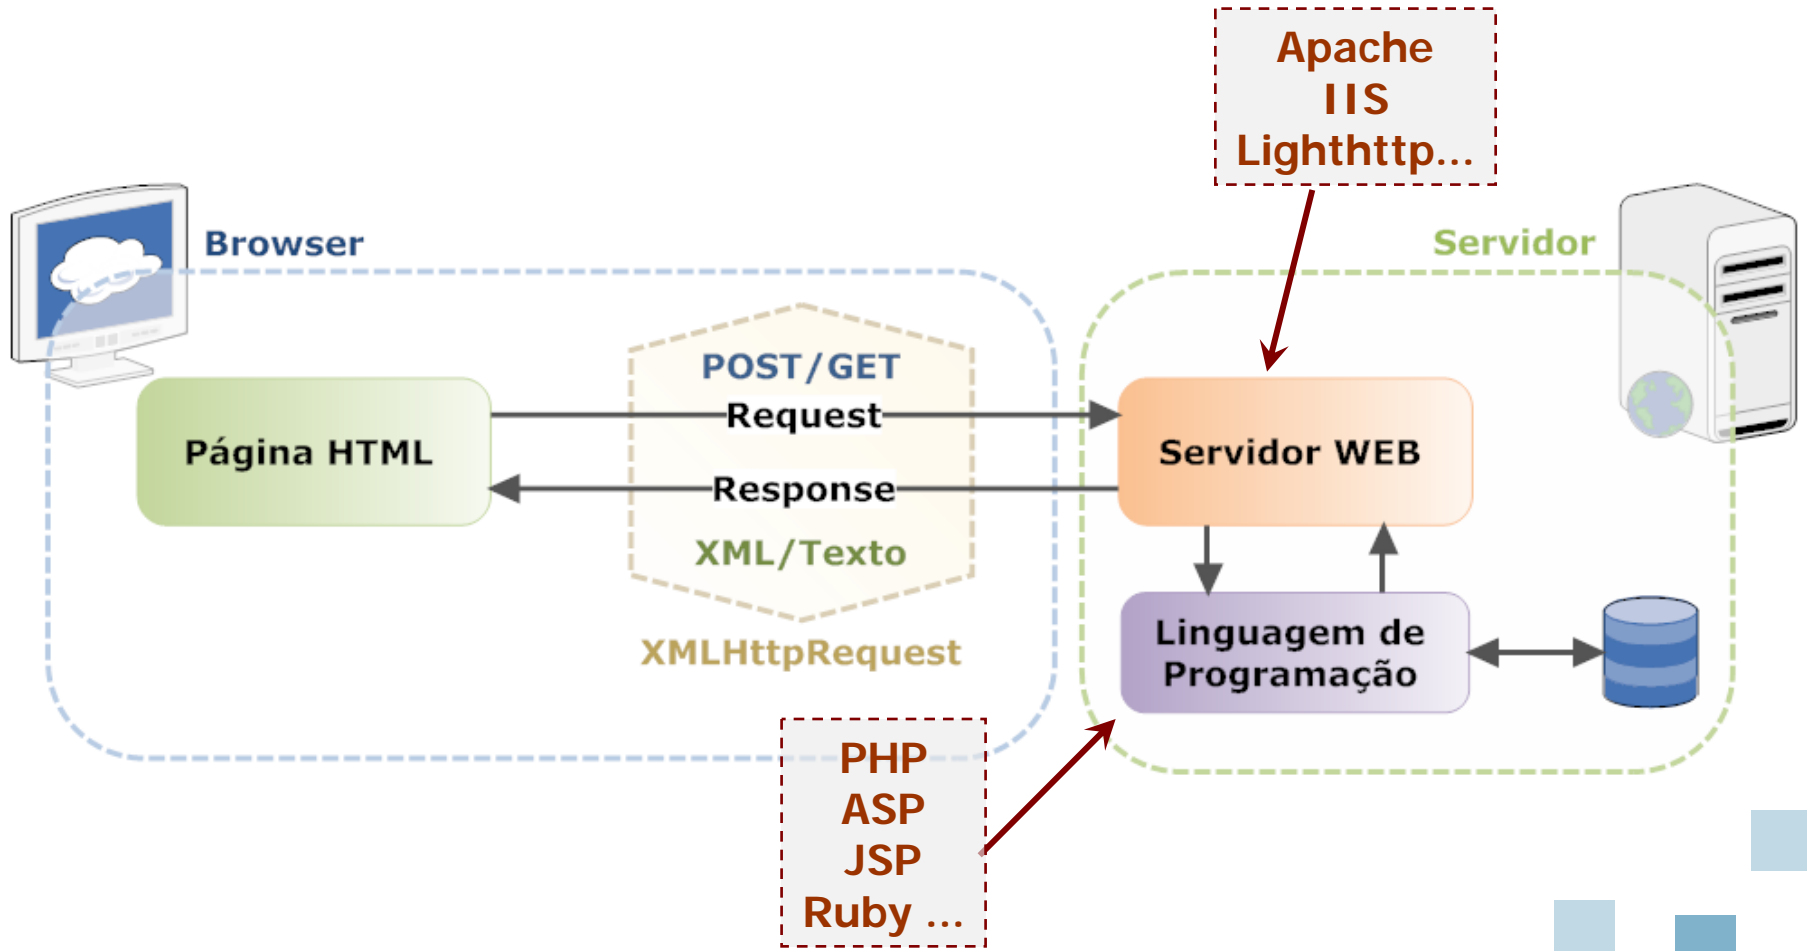 Apache
IIS
Lighthttp...
Browser
Servidor
POST/GET
Request
Página HTML
Servidor WEB
Response
XML/Texto
XMLHttpRequest
Linguagem de
Programação
PHP
ASP
JSP
Ruby ...